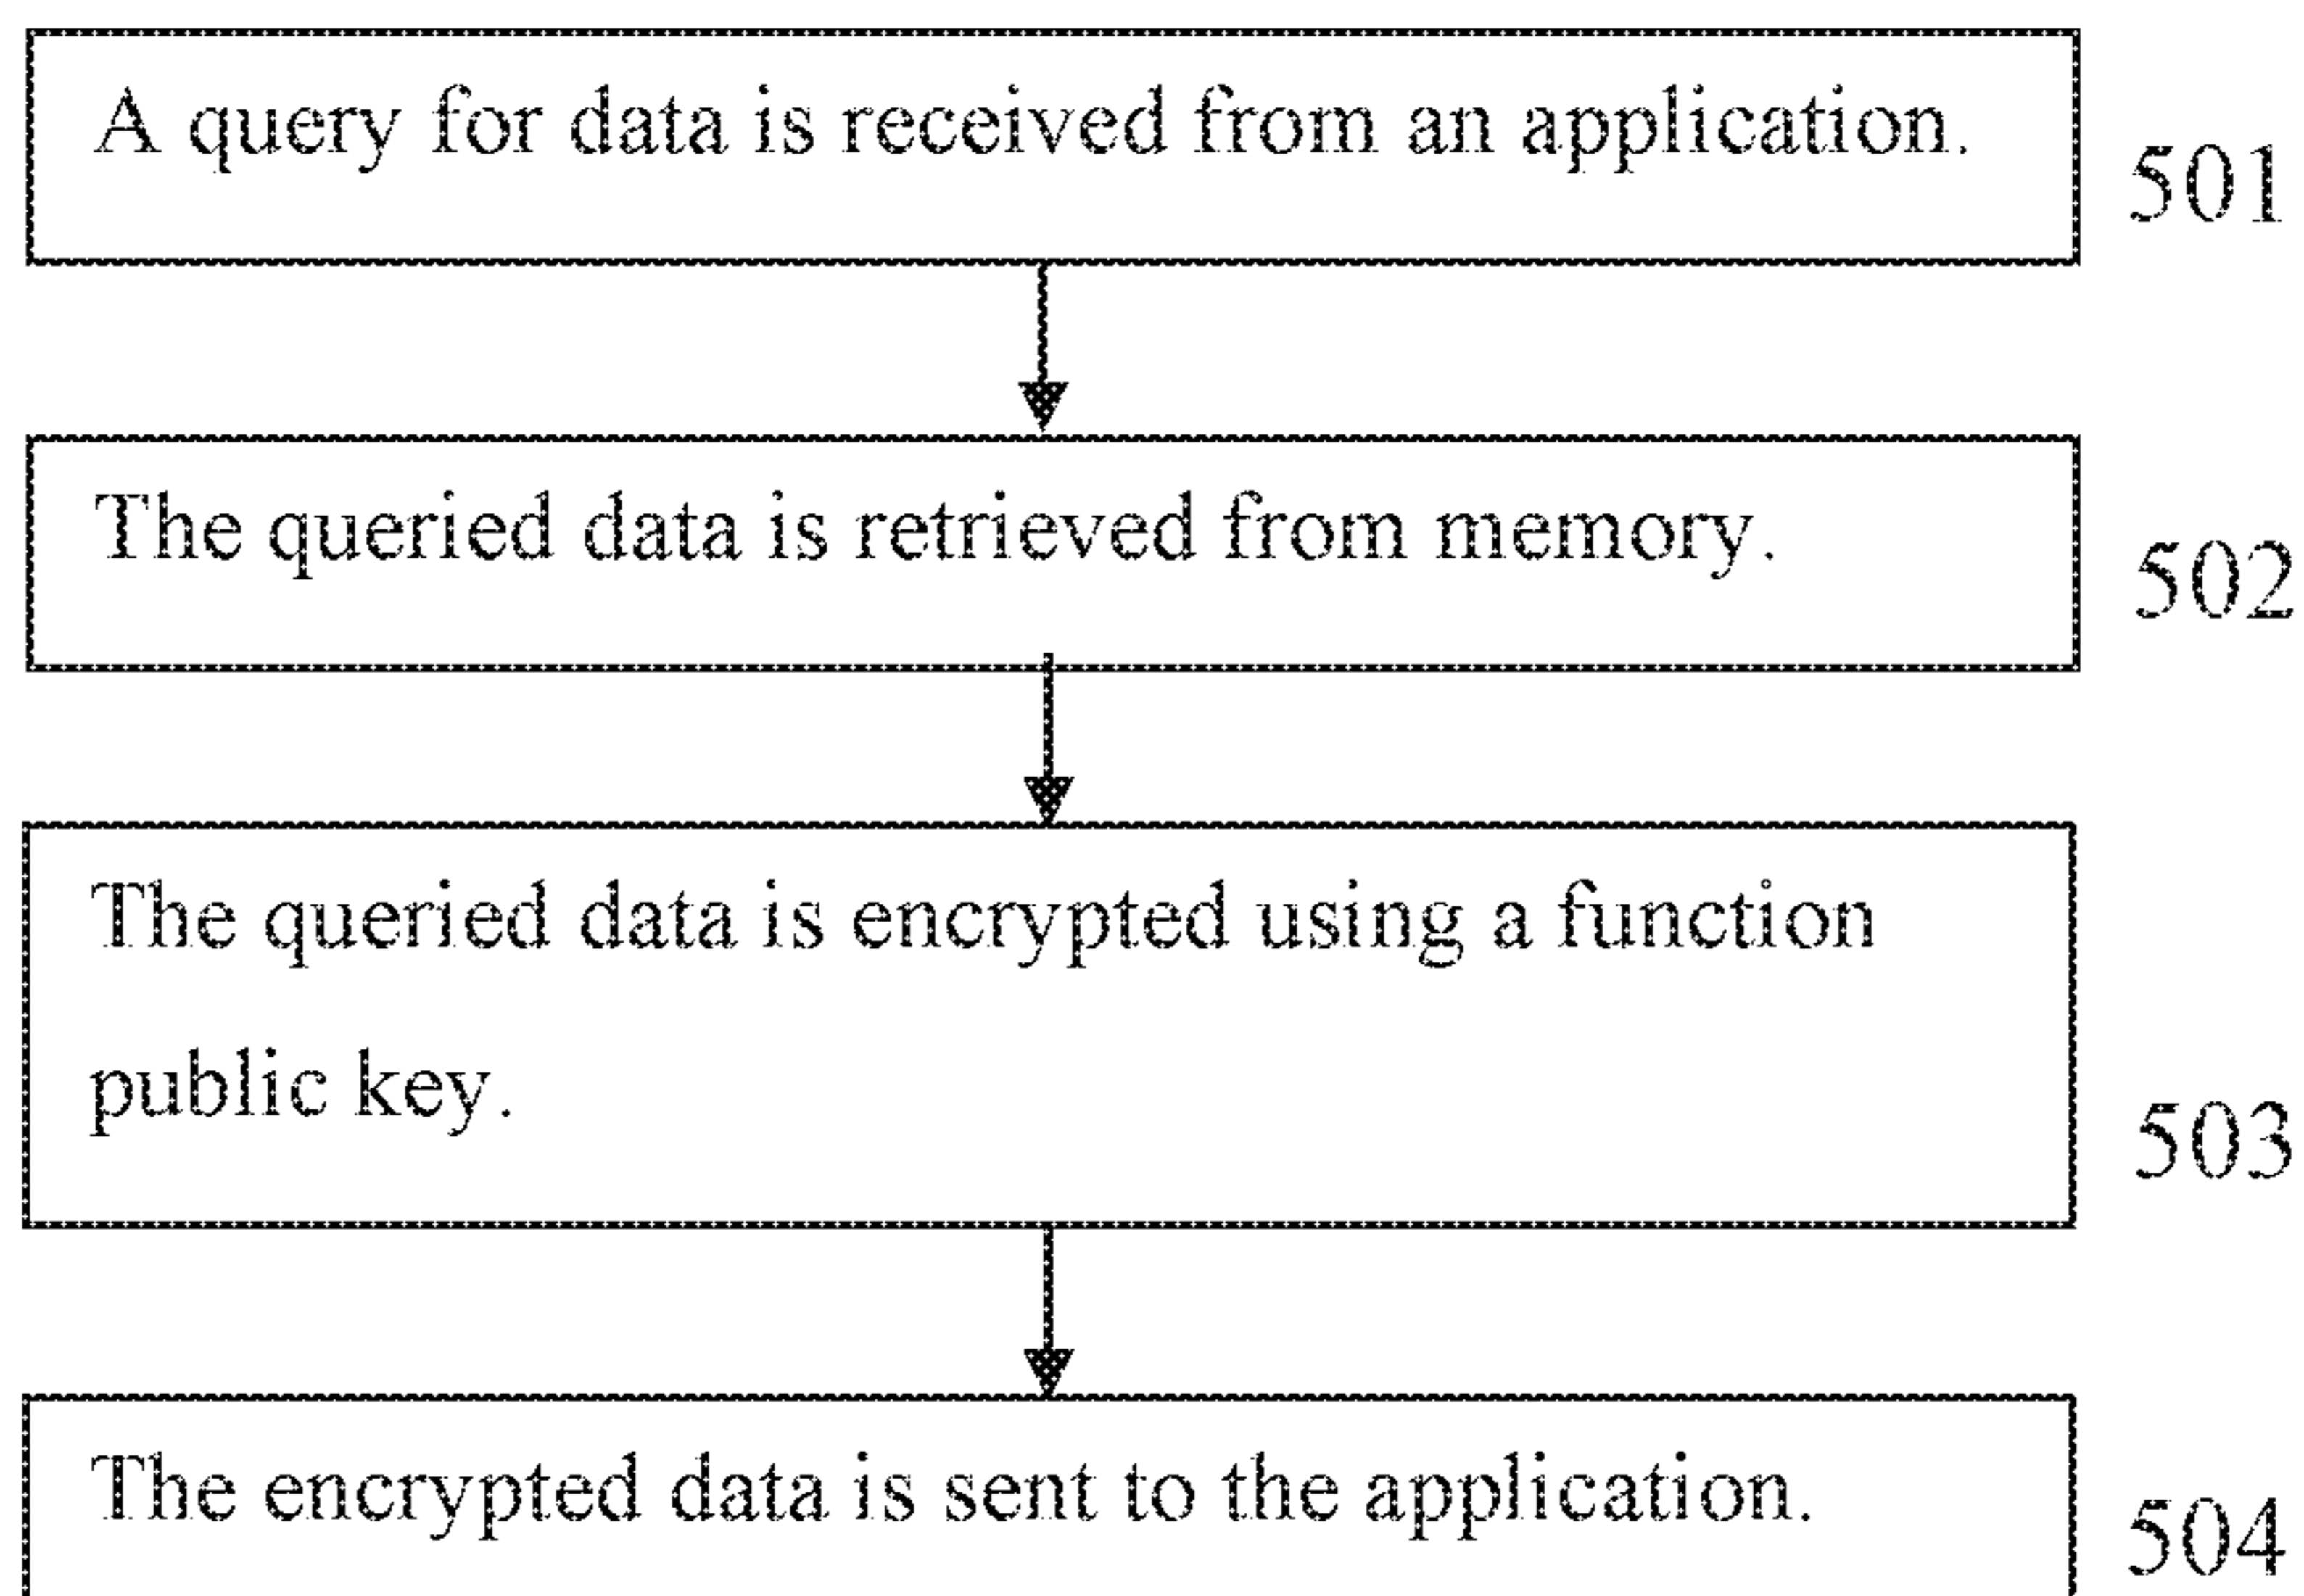 A query for data is received from an application.
501
The queried data is retrieved from memory.
502
The queried data is encrypted using a function
public key.
503
The encrypted data is sent to the application.
504